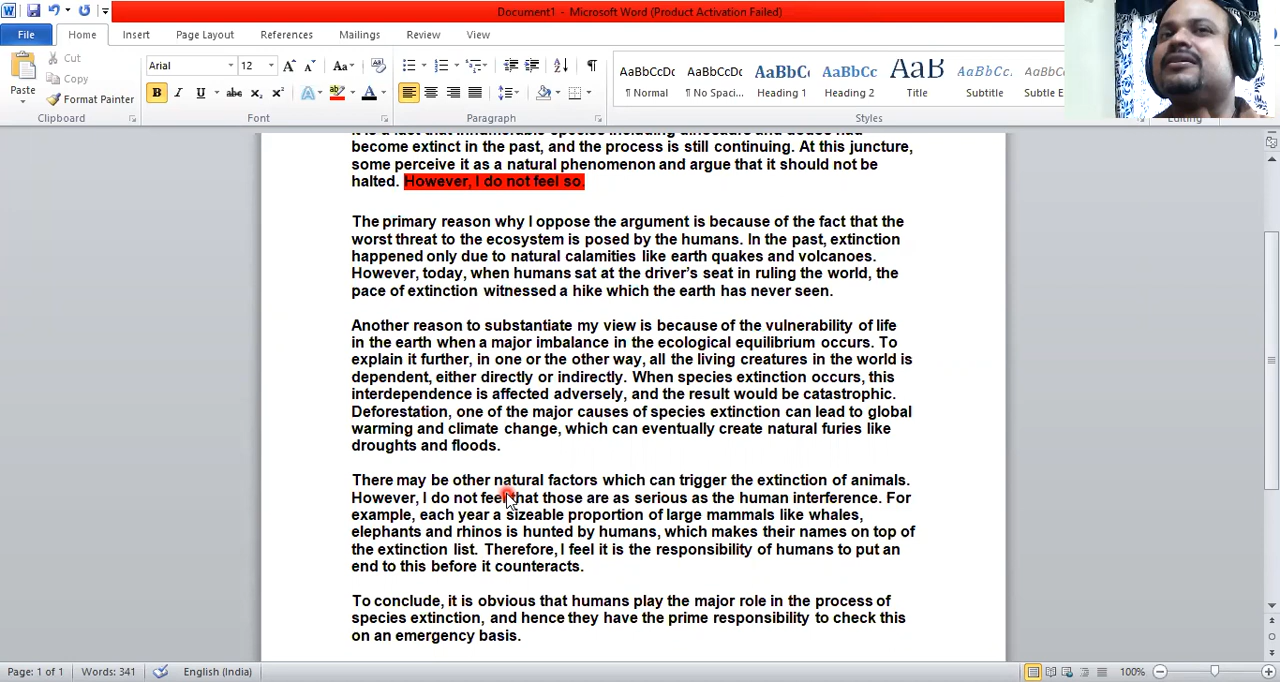 Document1 - Microsoft Word (Product Activation Failed)
File Home Insert Page Layout References Mailings Review View
Cut
Copy
Paste
Format Painter
Clipboard
Arial 12
Font
Paragraph
AaBbCcDc AaBbCcDc AaBbC AaBbCc AaB AaBbCc. AaBbCc
¶ Normal ¶ No Spaci... Heading 1 Heading 2 Title Subtitle Subtle E
Styles
Editing
It is a fact that innumerable species including dinosaurs and dodos had
become extinct in the past, and the process is still continuing. At this juncture,
some perceive it as a natural phenomenon and argue that it should not be
halted. However, I do not feel so.
The primary reason why I oppose the argument is because of the fact that the
worst threat to the ecosystem is posed by the humans. In the past, extinction
happened only due to natural calamities like earth quakes and volcanoes.
However, today, when humans sat at the driver's seat in ruling the world, the
pace of extinction witnessed a hike which the earth has never seen.
Another reason to substantiate my view is because of the vulnerability of life
in the earth when a major imbalance in the ecological equilibrium occurs. To
explain it further, in one or the other way, all the living creatures in the world is
dependent, either directly or indirectly. When species extinction occurs, this
interdependence is affected adversely, and the result would be catastrophic.
Deforestation, one of the major causes of species extinction can lead to global
warming and climate change, which can eventually create natural furies like
droughts and floods.
There may be other natural factors which can trigger the extinction of animals.
However, I do not feel that those are as serious as the human interference. For
example, each year a sizeable proportion of large mammals like whales,
elephants and rhinos is hunted by humans, which makes their names on top of
the extinction list. Therefore, I feel it is the responsibility of humans to put an
end to this before it counteracts.
To conclude, it is obvious that humans play the major role in the process of
species extinction, and hence they have the prime responsibility to check this
on an emergency basis.
Page: 1 of 1 Words: 341 English (India) 100%